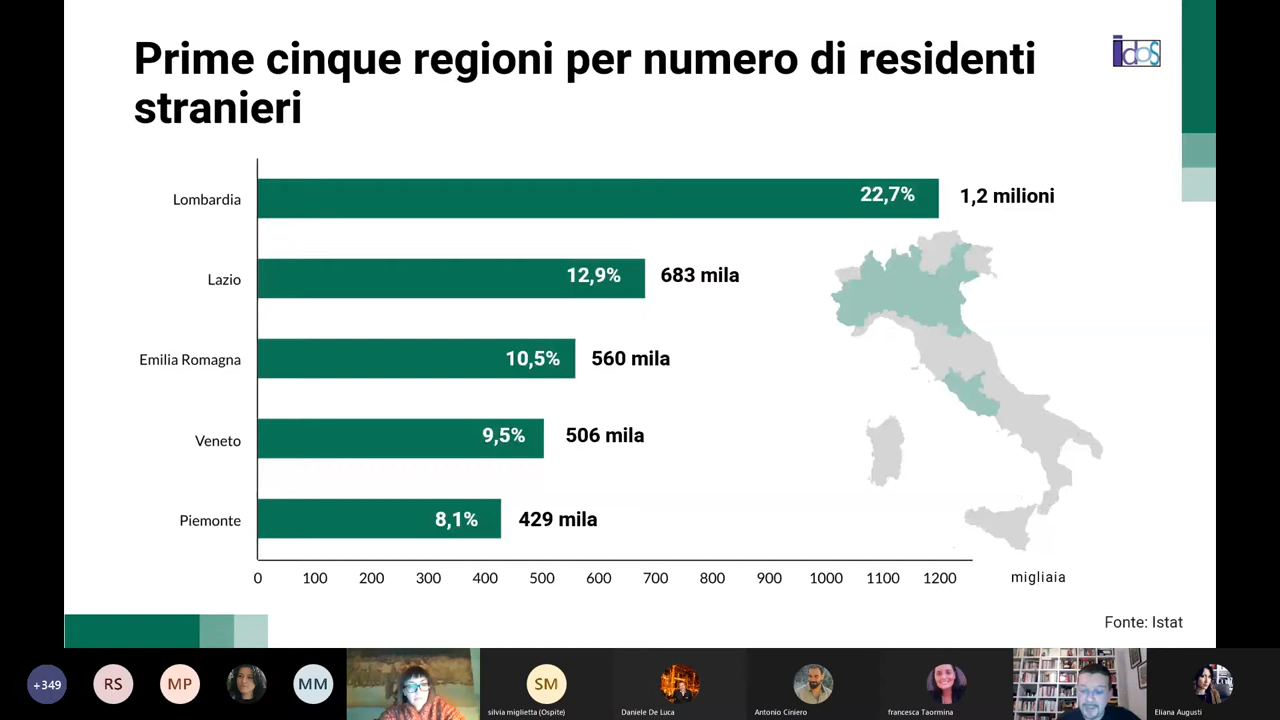 Prime cinque regioni per numero di residenti
stranieri
idos
Lombardia
22,7%
1,2 milioni
Lazio
12,9%
683 mila
Emilia Romagna
10,5%
560 mila
Veneto
9,5%
506 mila
Piemonte
8,1%
429 mila
0 100 200 300 400 500 600 700 800 900 1000 1100 1200 migliaia
Fonte: Istat
+349 RS MP MM SM
silvia miglietta (Ospite) Daniele De Luca Antonio Ciniero francesca Taormina Eliana Augusti